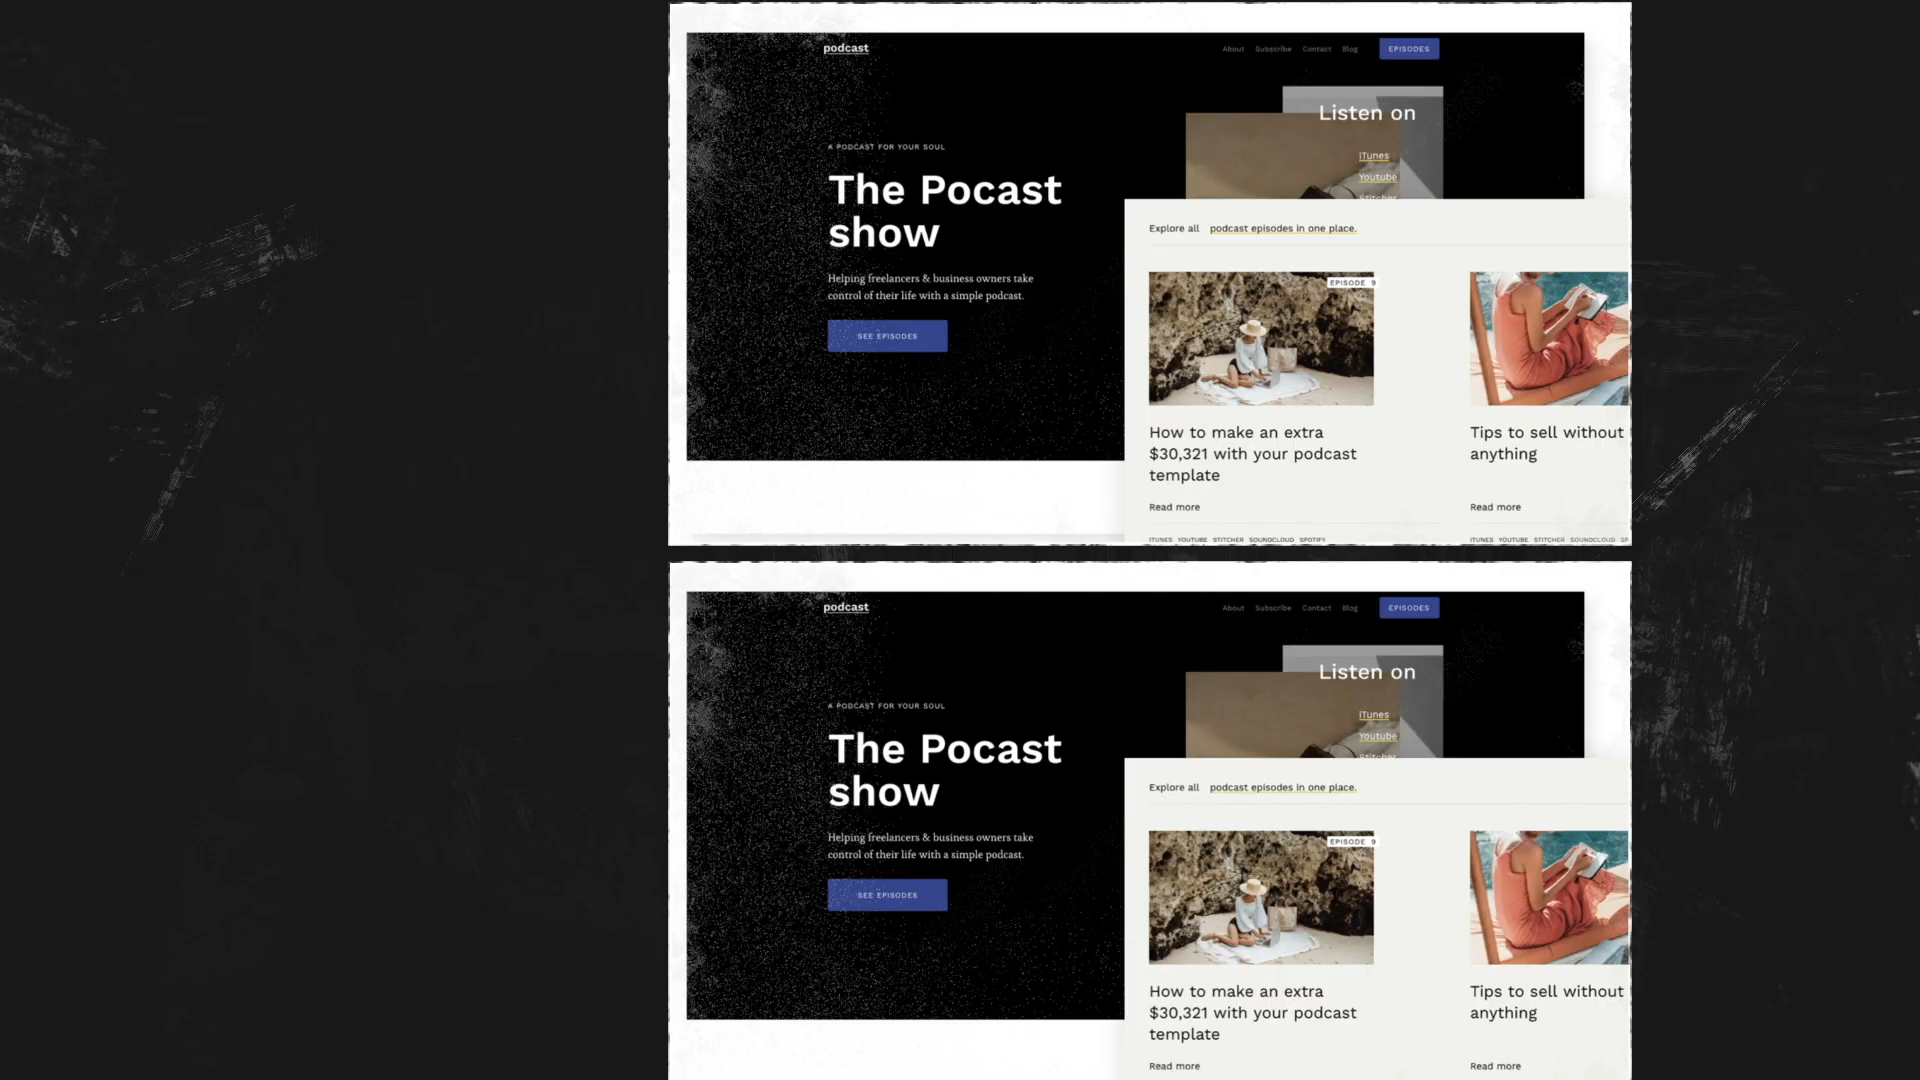 podcast
About Subscribe Contact Blog EPISODES
Listen on
iTunes
Youtube
Stitcher
A PODCAST FOR YOUR SOUL
The Pocast
show
Helping freelancers & business owners take
control of their life with a simple podcast.
SEE EPISODES
Explore all podcast episodes in one place.
EPISODE 9
How to make an extra
$30,321 with your podcast
template
Read more
ITUNES YOUTUBE STITCHER SOUNDCLOUD SPOTIFY
Tips to sell without
anything
Read more
ITUNES YOUTUBE STITCHER SOUNDCLOUD SP
podcast
About Subscribe Contact Blog EPISODES
Listen on
iTunes
Youtube
Stitcher
A PODCAST FOR YOUR SOUL
The Pocast
show
Helping freelancers & business owners take
control of their life with a simple podcast.
SEE EPISODES
Explore all podcast episodes in one place.
EPISODE 9
How to make an extra
$30,321 with your podcast
template
Read more
Tips to sell without
anything
Read more